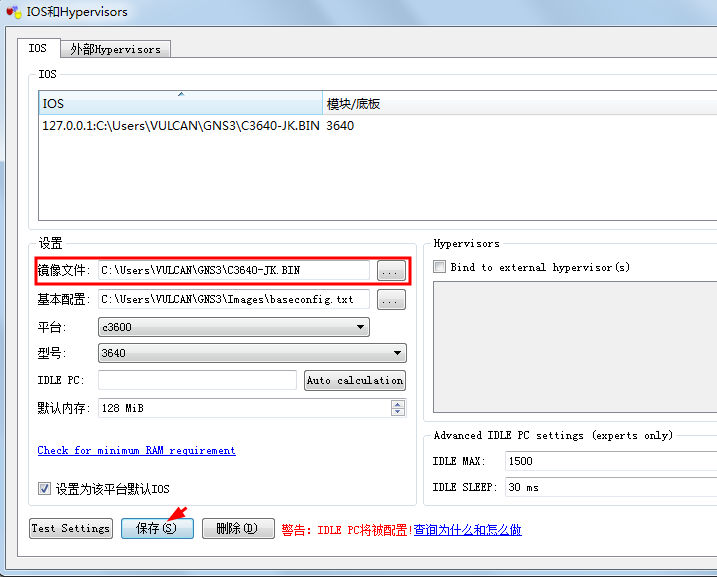 IOS和Hypervisors
IOS 外部Hypervisors
IOS
IOS 模块/底板
127.0.0.1:C:\Users\VULCAN\GNS3\C3640-JK.BIN 3640
设置
镜像文件: C:\Users\VULCAN\GNS3\C3640-JK.BIN ...
基本配置: C:\Users\VULCAN\GNS3\Images\baseconfig.txt ...
平台: c3600
型号: 3640
IDLE PC: Auto calculation
默认内存: 128 MiB
Check for minimum RAM requirement
设置为该平台默认IOS
Hypervisors
Bind to external hypervisor(s)
Advanced IDLE PC settings (experts only)
IDLE MAX: 1500
IDLE SLEEP: 30 ms
Test Settings 保存(S) 删除(D) 警告: IDLE PC将被配置!查询为什么和怎么做